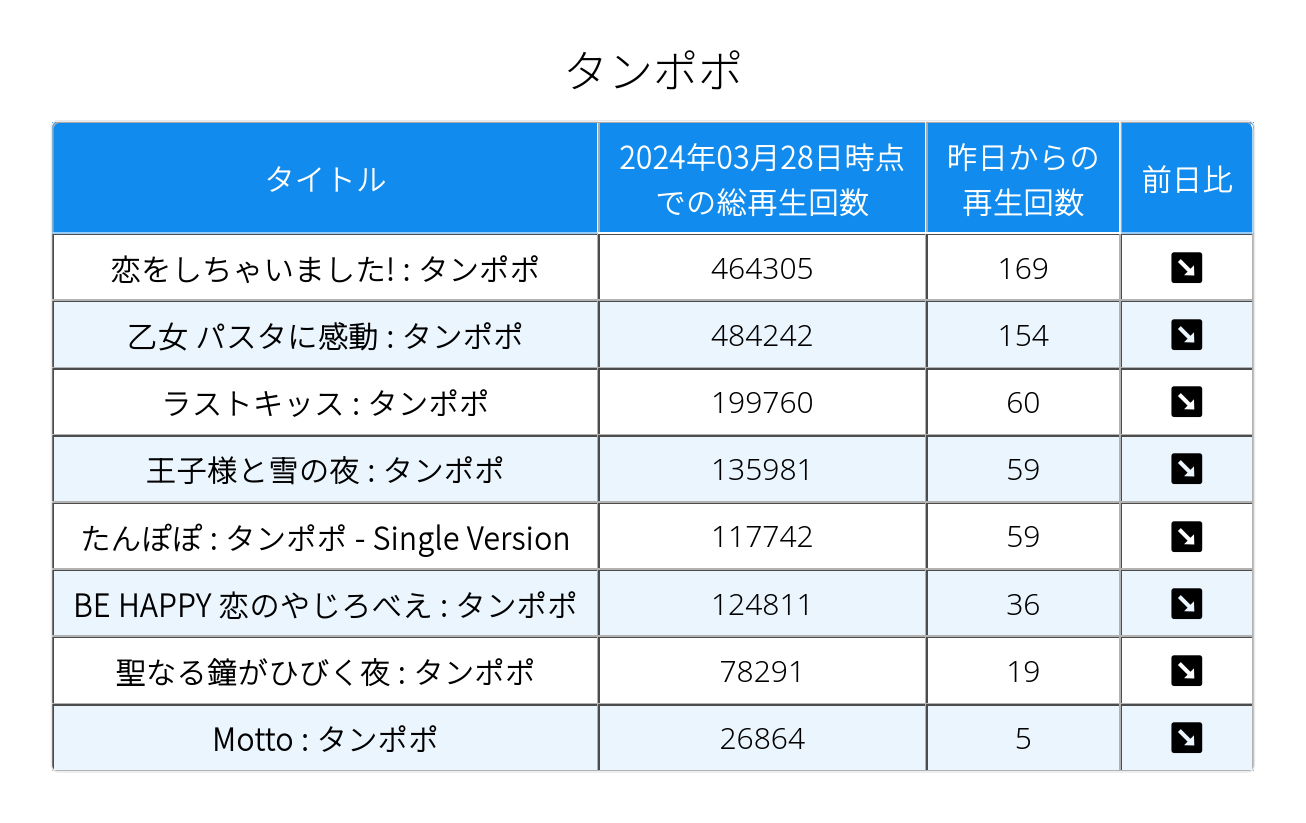 タンポポ
タイトル
2024年03月28日時点
での総再生回数
昨日からの
再生回数
前日比
恋をしちゃいました! : タンポポ 464305 169 ↘
乙女 パスタに感動 : タンポポ 484242 154 ↘
ラストキッス : タンポポ 199760 60 ↘
王子様と雪の夜 : タンポポ 135981 59 ↘
たんぽぽ : タンポポ - Single Version 117742 59 ↘
BE HAPPY 恋のやじろべえ : タンポポ 124811 36 ↘
聖なる鐘がひびく夜 : タンポポ 78291 19 ↘
Motto : タンポポ 26864 5 ↘